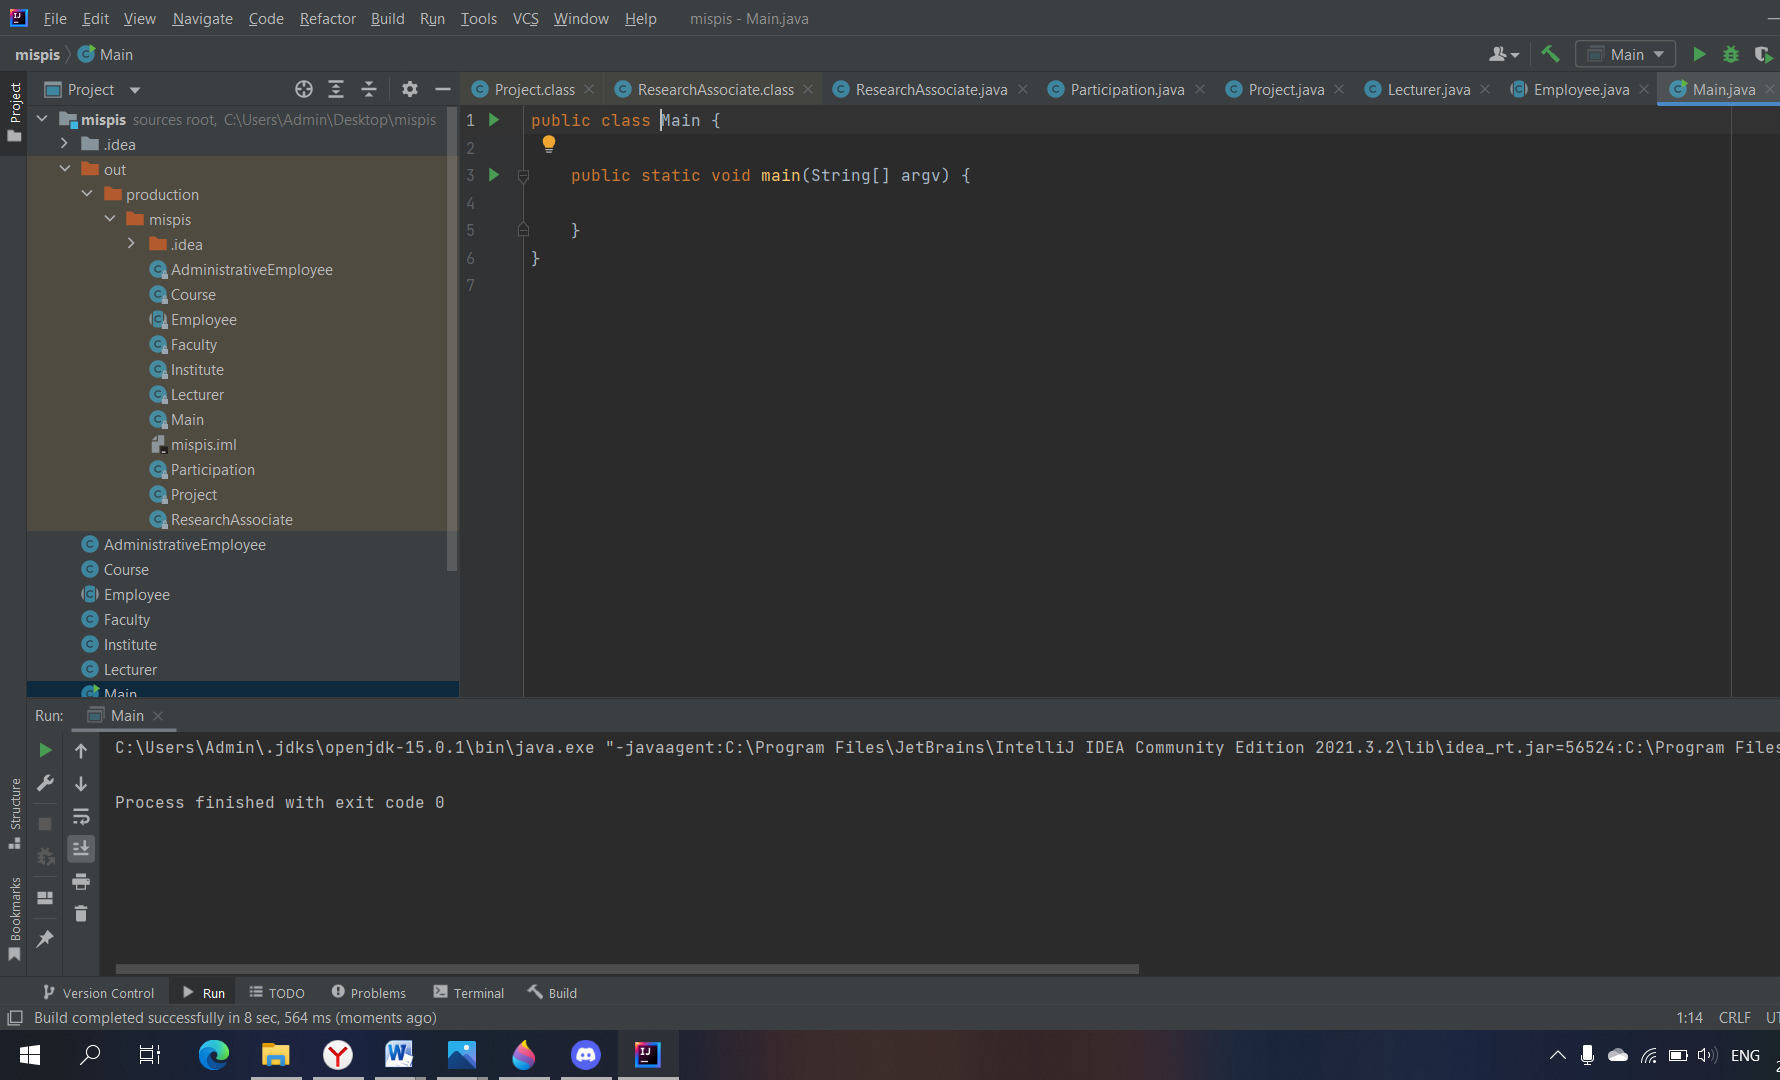 File Edit View Navigate Code Refactor Build Run Tools VCS Window Help mispis - Main.java
mispis Main
Main
Project
Project
Project.class ResearchAssociate.class ResearchAssociate.java Participation.java Project.java Lecturer.java Employee.java Main.java
mispis sources root, C:\Users\Admin\Desktop\mispis
.idea
out
production
mispis
.idea
AdministrativeEmployee
Course
Employee
Faculty
Institute
Lecturer
Main
mispis.iml
Participation
Project
ResearchAssociate
AdministrativeEmployee
Course
Employee
Faculty
Institute
Lecturer
Main
1 public class Main {
2
3 public static void main(String[] argv) {
4
5 }
6 }
7
Run: Main
C:\Users\Admin\.jdks\openjdk-15.0.1\bin\java.exe "-javaagent:C:\Program Files\JetBrains\IntelliJ IDEA Community Edition 2021.3.2\lib\idea_rt.jar=56524:C:\Program Files
Process finished with exit code 0
Structure
Bookmarks
Version Control Run TODO Problems Terminal Build
Build completed successfully in 8 sec, 564 ms (moments ago) 1:14 CRLF
ENG